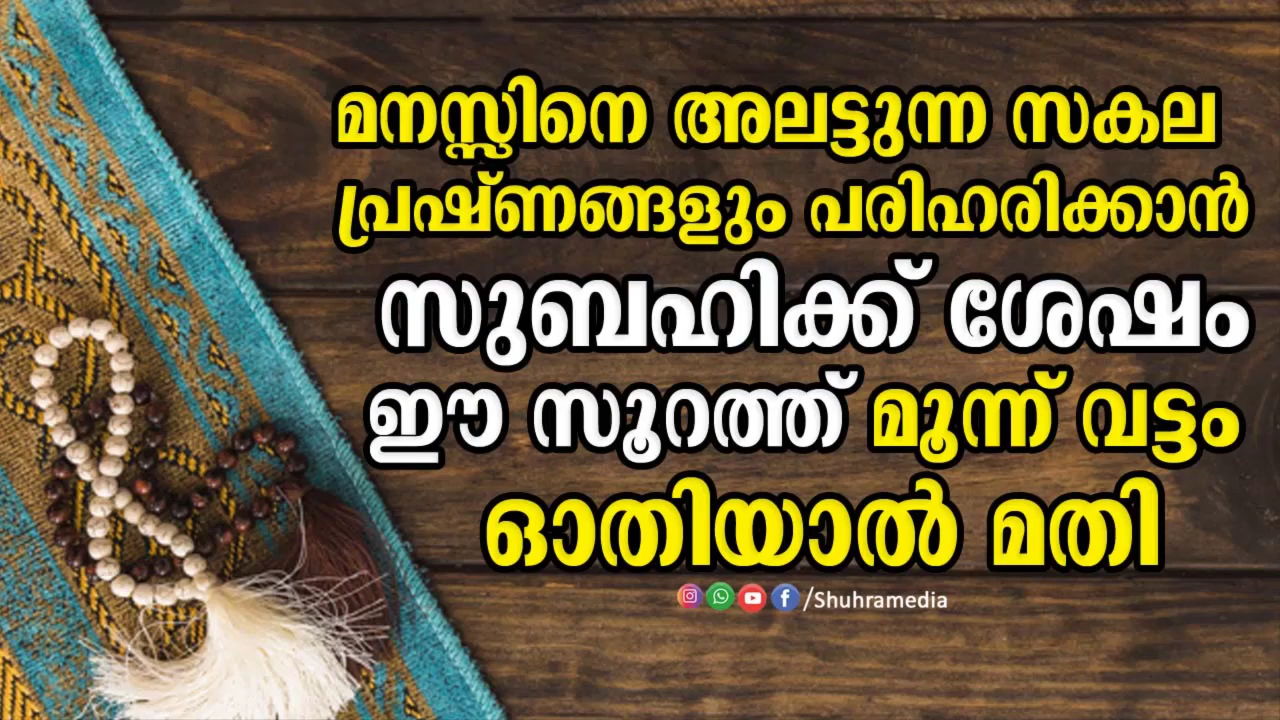 മനസ്സിനെ അലട്ടുന്ന സകല
പ്രഷ്ണങ്ങളും പരിഹരിക്കാൻ
സുബഹിക്ക് ശേഷം
ഈ സൂറത്ത് മൂന്ന് വട്ടം
ഓതിയാൽ മതി
/Shuhramedia